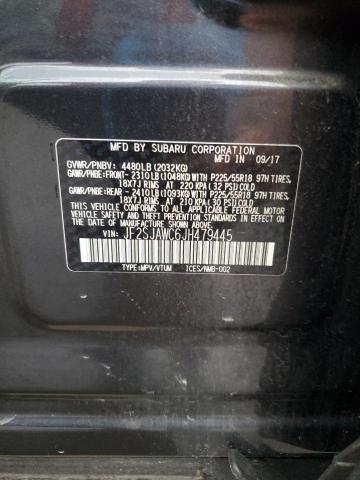 MFD BY SUBARU CORPORATION
GVWR/PNBV: 4480LB(2032KG) MFD IN 09/17
GAWR/PNBE:FRONT- 2310LB(1048KG)WITH P225/55R18 97H TIRES,
18X7J RIMS AT 220 KPA(32 PSI)COLD
GAWR/PNBE:REAR - 2410LB(1093KG)WITH P225/55R18 97H TIRES,
18X7J RIMS AT 210 KPA(30 PSI)COLD
THIS VEHICLE CONFORMS TO ALL APPLICABLE FEDERAL MOTOR
VEHICLE SAFETY STANDARDS IN EFFECT ON THE
DATE OF MANUFACTURE SHOWN ABOVE.
VIN: JF2SJAWC6JH479445
TYPE:MPV/VTUM ICES/NMB-002